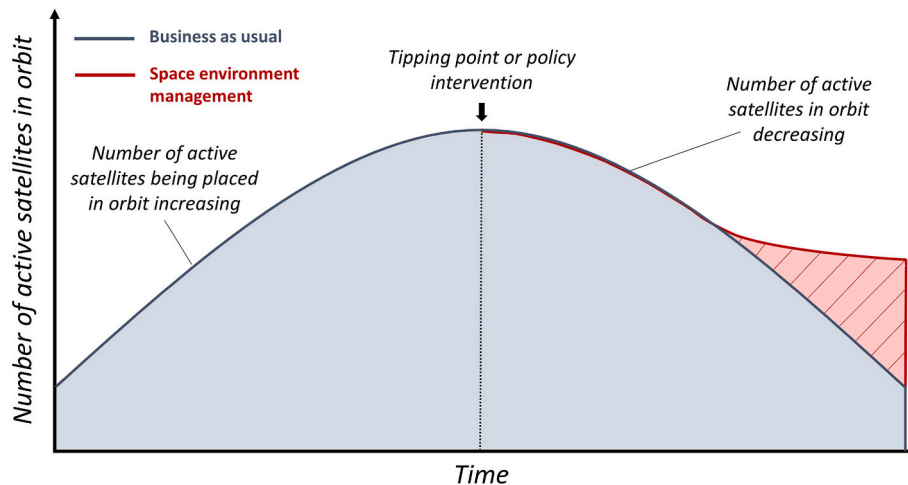 Number of active satellites in orbit
Business as usual
Space environment
management
Tipping point or policy
intervention
Number of active
satellites in orbit
decreasing
Number of active
satellites being placed
in orbit increasing
Time